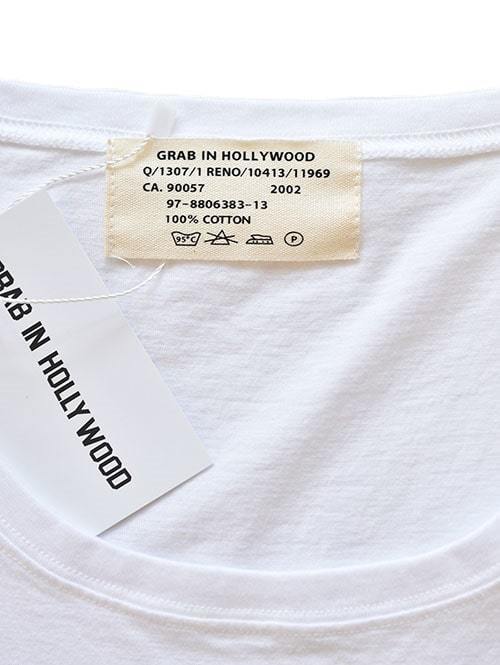 GRAB IN HOLLYWOOD
Q/1307/1 RENO/10413/11969
CA. 90057 2002
97-8806383-13
100% COTTON
95°C P
GRAB IN HOLLYWOOD